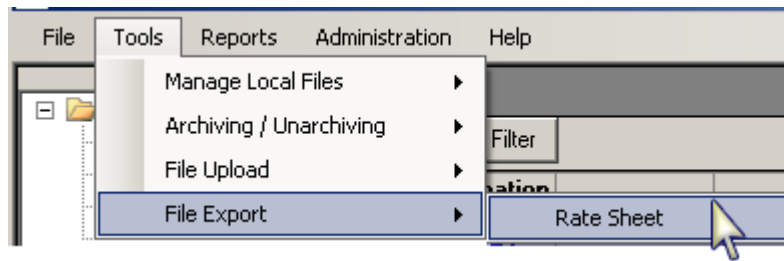 File Tools Reports Administration Help
Manage Local Files
Archiving / Unarchiving
Filter
File Upload
File Export
Rate Sheet